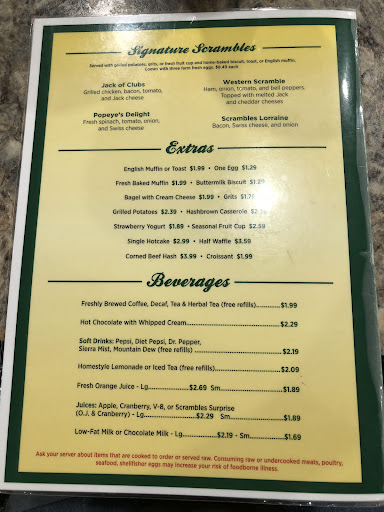 Signature Scrambles
Served with grilled potatoes, grits, or fresh fruit cup and home-baked biscuit, toast, or English muffin.
Comes with three farm fresh eggs. $6.49 each
Jack of Clubs
Grilled chicken, bacon, tomato,
and Jack cheese
Western Scramble
Ham, onion, tomato, and bell peppers.
Topped with melted Jack
and cheddar cheeses
Popeye's Delight
Fresh spinach, tomato, onion,
and Swiss cheese
Scrambles Lorraine
Bacon, Swiss cheese, and onion
Extras
English Muffin or Toast $1.99 • One Egg $1.29
Fresh Baked Muffin $1.99 • Buttermilk Biscuit
Bagel with Cream Cheese $1.99 • Grits
Grilled Potatoes $2.39 • Hashbrown Casserole
Strawberry Yogurt $1.89 • Seasonal Fruit Cup $2.59
Single Hotcake $2.99 • Half Waffle $3.59
Corned Beef Hash $3.99 • Croissant $1.99
Beverages
Freshly Brewed Coffee, Decaf, Tea & Herbal Tea (free refills)............$1.99
Hot Chocolate with Whipped Cream............$2.29
Soft Drinks: Pepsi, Diet Pepsi, Dr. Pepper,
Sierra Mist, Mountain Dew (free refills)............$2.19
Homestyle Lemonade or Iced Tea (free refills)............$2.09
Fresh Orange Juice - Lg............$2.69 Sm............$1.89
Juices: Apple, Cranberry, V-8, or Scrambles Surprise
(O.J. & Cranberry) - Lg............$2.29 Sm............$1.89
Low-Fat Milk or Chocolate Milk - Lg............$2.19 - Sm............$1.69
Ask your server about items that are cooked to order or served raw. Consuming raw or undercooked meats, poultry,
seafood, shellfishor eggs may increase your risk of foodborne illness.